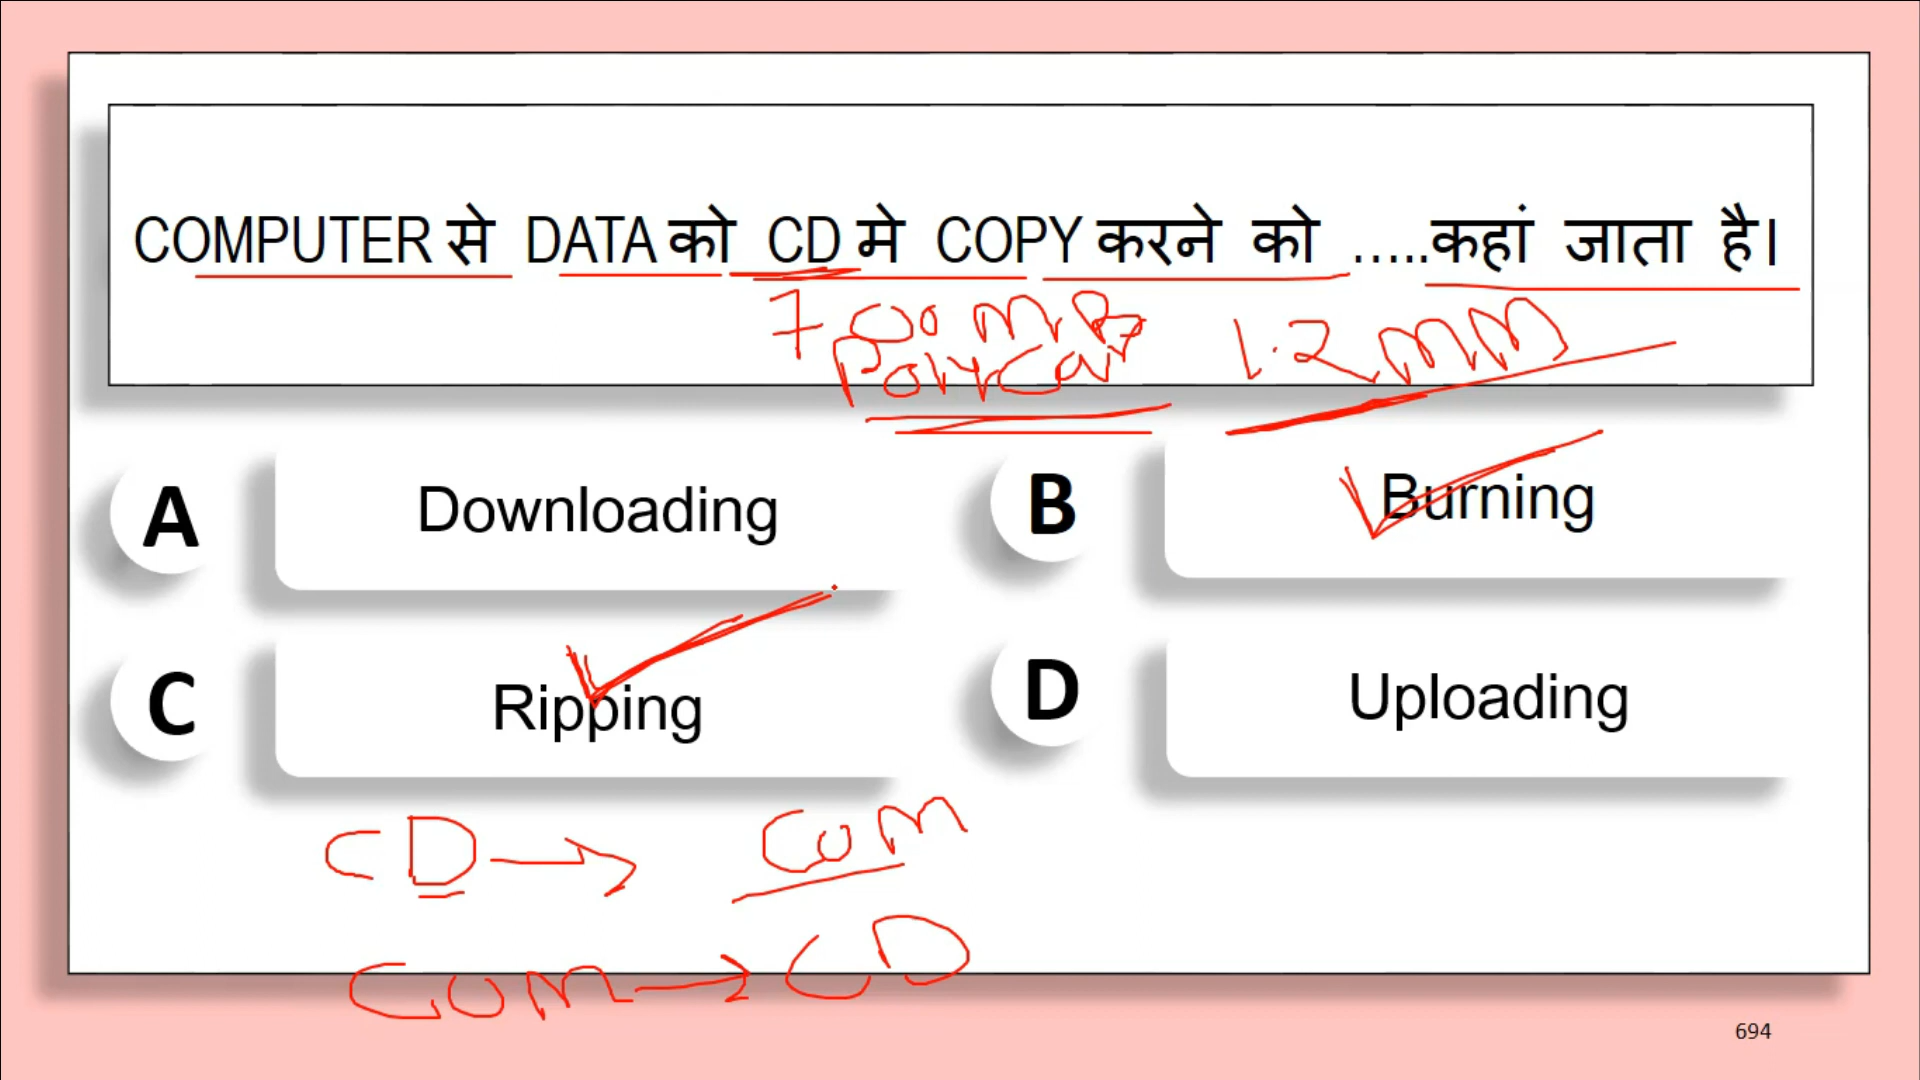 COMPUTER से DATA को CD मे COPY करने को .....कहां जाता है।
700 MB
1.2 MM
A Downloading
B Burning
C Ripping
D Uploading
CD → Com
Com → CD
694